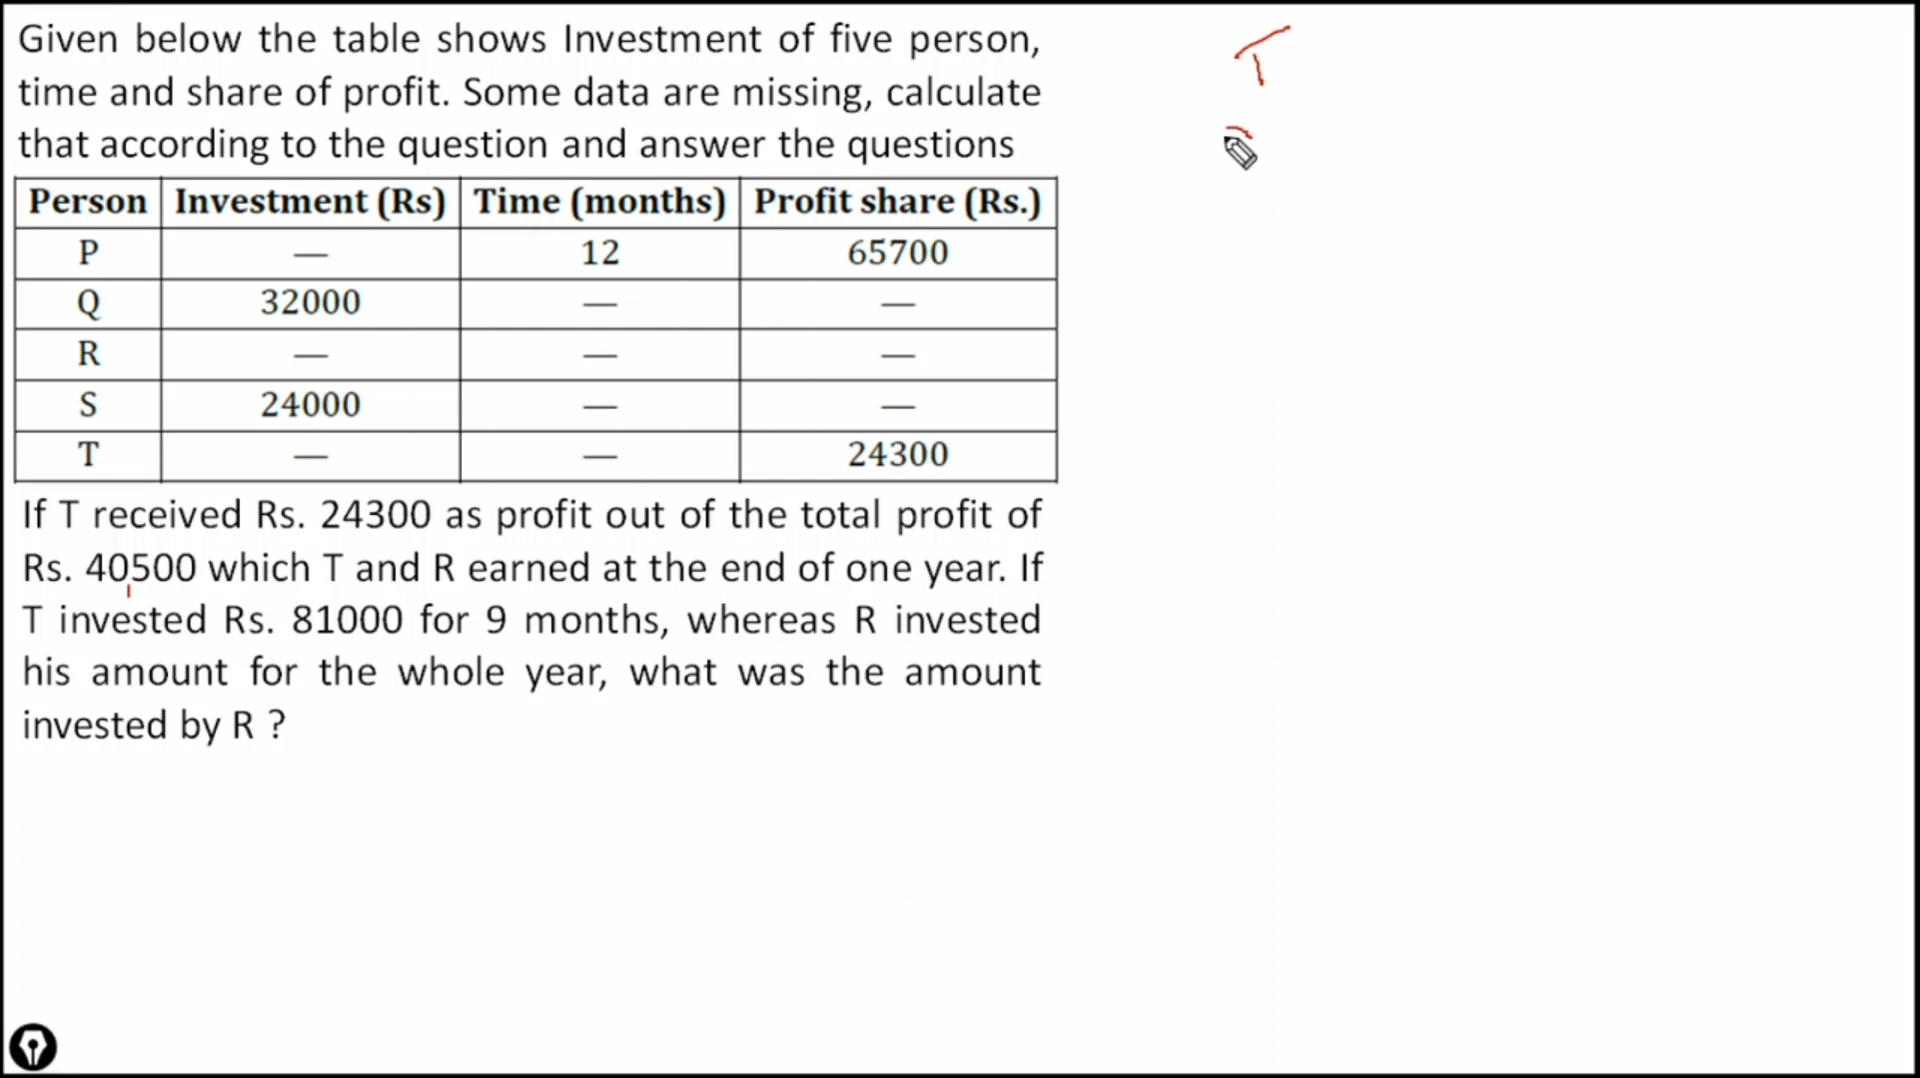 Given below the table shows Investment of five person,
time and share of profit. Some data are missing, calculate
that according to the question and answer the questions
Person Investment (Rs) Time (months) Profit share (Rs.)
P — 12 65700
Q 32000 — —
R — — —
S 24000 — —
T — — 24300
If T received Rs. 24300 as profit out of the total profit of
Rs. 40500 which T and R earned at the end of one year. If
T invested Rs. 81000 for 9 months, whereas R invested
his amount for the whole year, what was the amount
invested by R ?
T